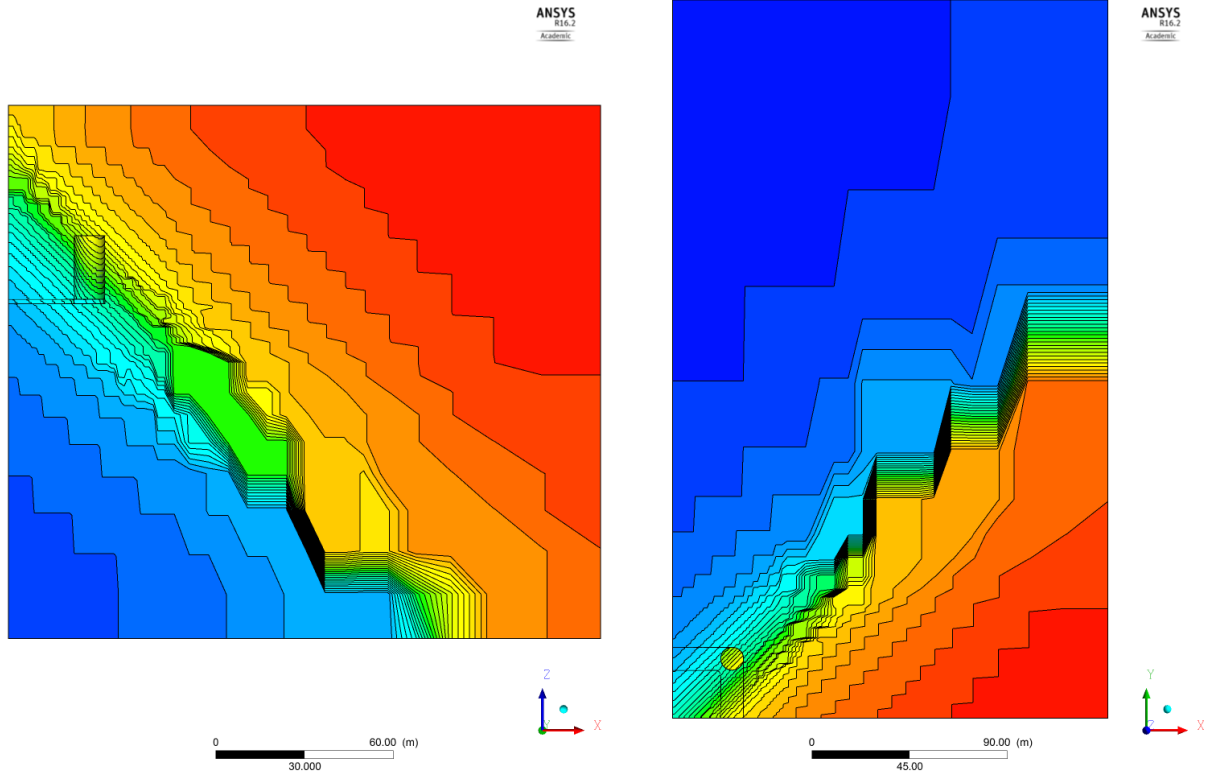 ANSYS
R16.2
Academic
Z
Y
X
0 60.00 (m)
30.000
ANSYS
R16.2
Academic
Y
Z
X
0 90.00 (m)
45.00